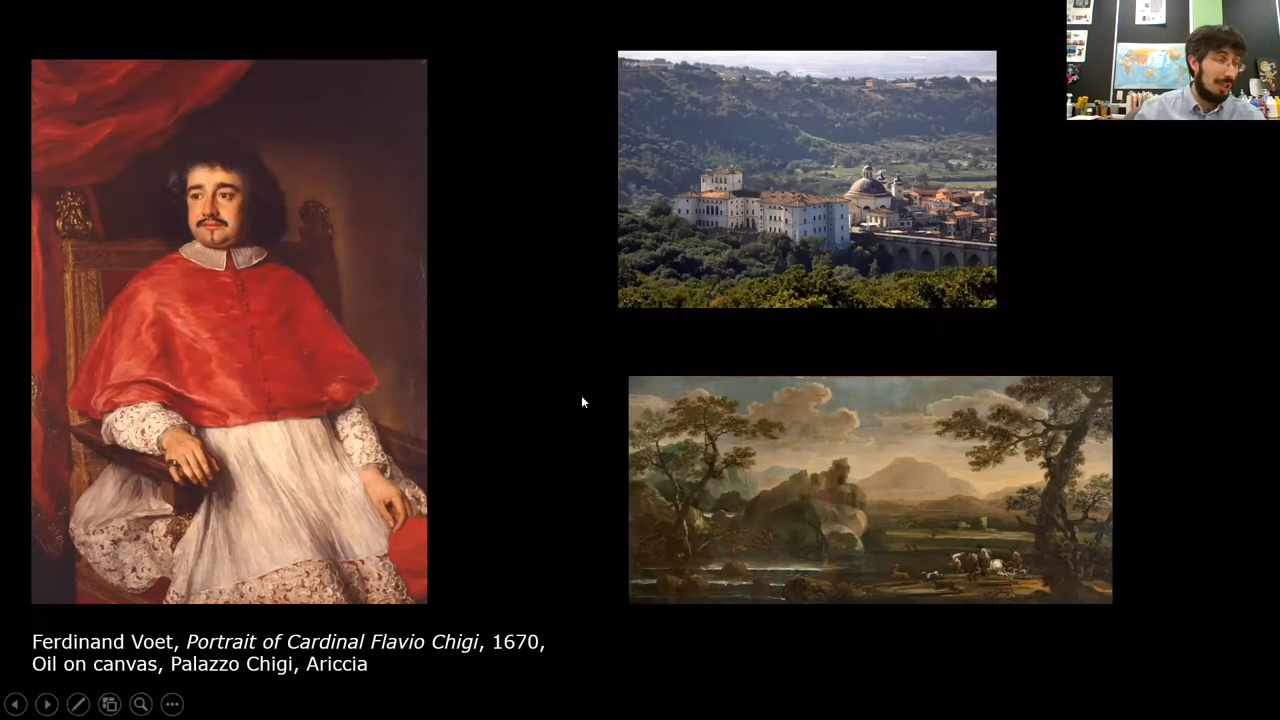 Ferdinand Voet, Portrait of Cardinal Flavio Chigi, 1670,
Oil on canvas, Palazzo Chigi, Ariccia